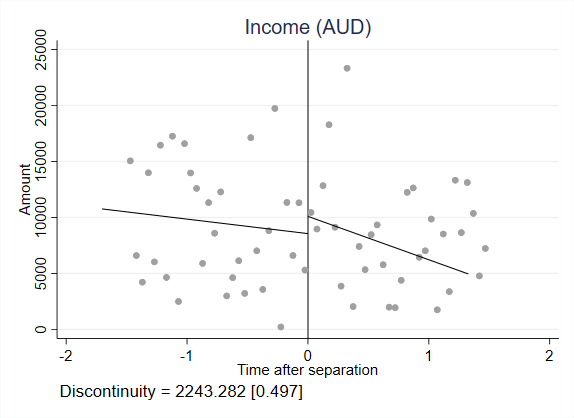 Income (AUD)
25000
20000
15000
10000
5000
0
Amount
-2
-1
0
1
2
Time after separation
Discontinuity = 2243.282 [0.497]